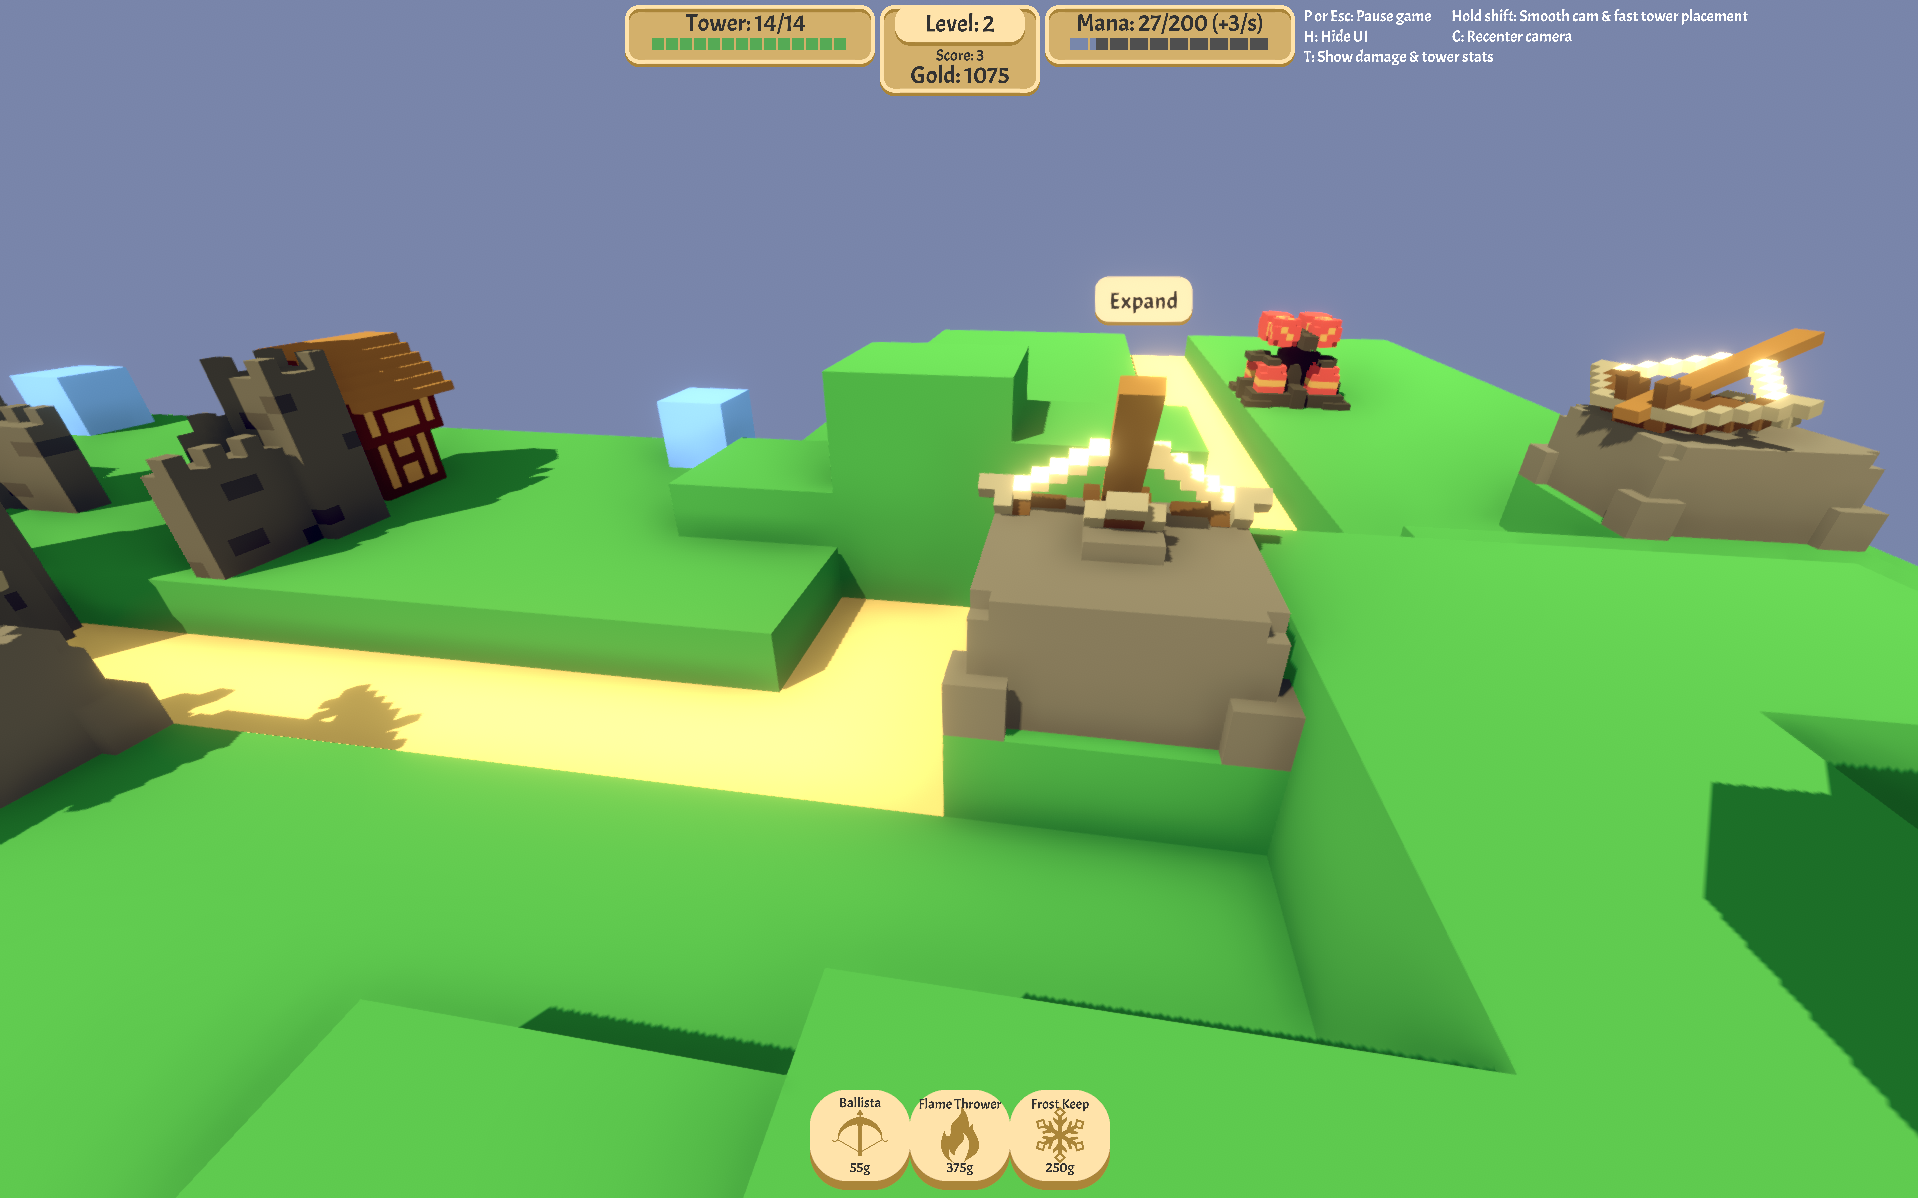 Tower: 14/14
Level: 2
Score: 3
Gold: 1075
Mana: 27/200 (+3/s)
P or Esc: Pause game
Hold shift: Smooth cam & fast tower placement
H: Hide UI
C: Recenter camera
T: Show damage & tower stats
Expand
Ballista
55g
Flame Thrower
375g
Frost Keep
250g